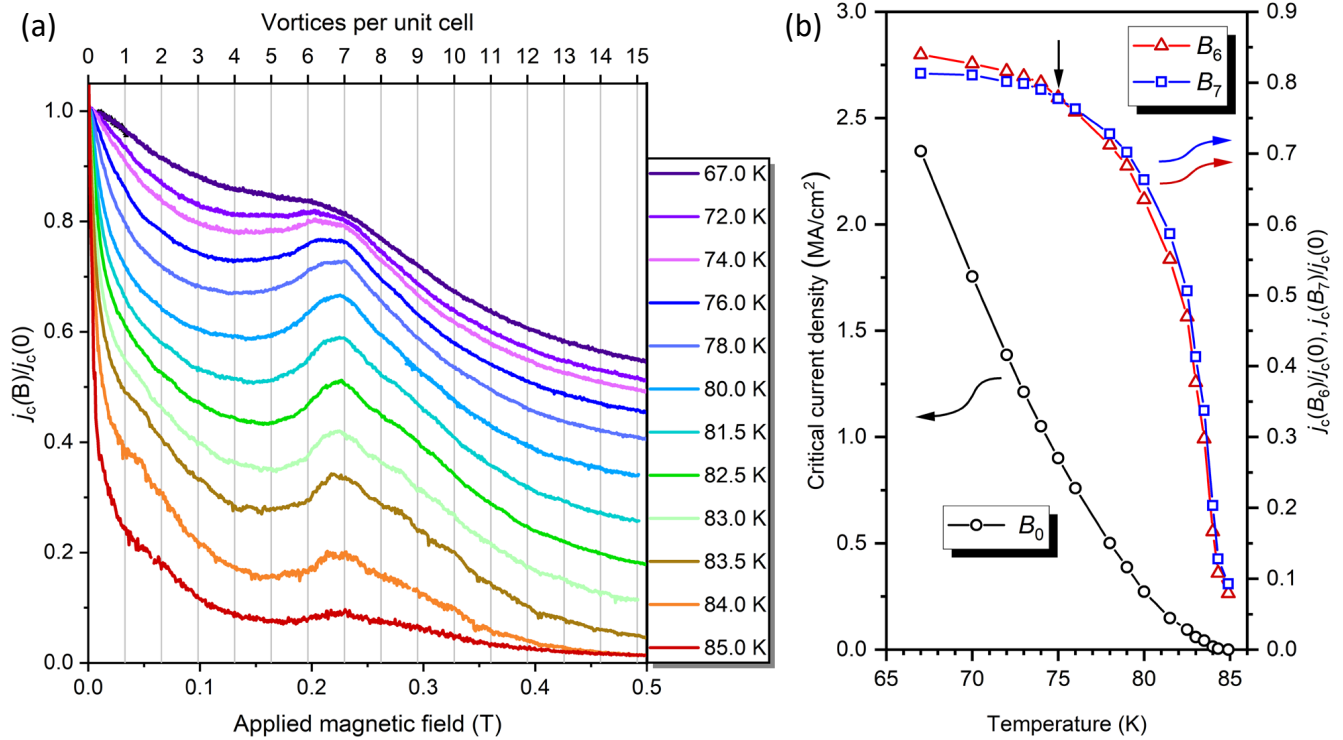 (a)
Vortices per unit cell
0 1 2 3 4 5 6 7 8 9 10 11 12 13 14 15
1.0
0.8
0.6
0.4
0.2
0.0
j_c(B)/j_c(0)
67.0 K
72.0 K
74.0 K
76.0 K
78.0 K
80.0 K
81.5 K
82.5 K
83.0 K
83.5 K
84.0 K
85.0 K
0.0 0.1 0.2 0.3 0.4 0.5
Applied magnetic field (T)
(b)
3.0
2.5
2.0
1.5
1.0
0.5
0.0
Critical current density (MA/cm²)
B₆
B₇
B₀
0.9
0.8
0.7
0.6
0.5
0.4
0.3
0.2
0.1
0.0
j_c(B₆)/j_c(0), j_c(B₇)/j_c(0)
65 70 75 80 85
Temperature (K)